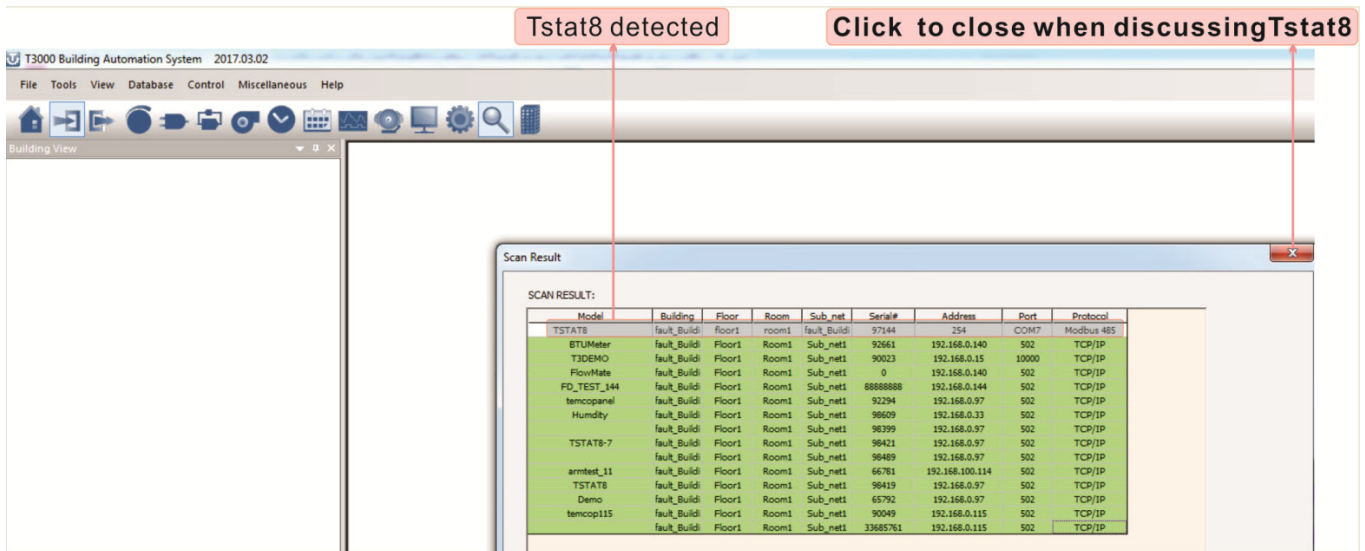 Tstat8 detected
Click to close when discussingTstat8
T3000 Building Automation System 2017.03.02
File Tools View Database Control Miscellaneous Help
Building View
Scan Result
SCAN RESULT:
Model Building Floor Room Sub_net Serial# Address Port Protocol
TSTAT8 fault_Buildi floor1 room1 fault_Buildi 97144 254 COM7 Modbus 485
BTUMeter fault_Buildi Floor1 Room1 Sub_net1 92661 192.168.0.140 502 TCP/IP
T3DEMO fault_Buildi Floor1 Room1 Sub_net1 90023 192.168.0.15 10000 TCP/IP
FlowMate fault_Buildi Floor1 Room1 Sub_net1 0 192.168.0.140 502 TCP/IP
FD_TEST_144 fault_Buildi Floor1 Room1 Sub_net1 88888888 192.168.0.144 502 TCP/IP
temcopanel fault_Buildi Floor1 Room1 Sub_net1 92294 192.168.0.97 502 TCP/IP
Humdity fault_Buildi Floor1 Room1 Sub_net1 98609 192.168.0.33 502 TCP/IP
fault_Buildi Floor1 Room1 Sub_net1 98399 192.168.0.97 502 TCP/IP
TSTAT8-7 fault_Buildi Floor1 Room1 Sub_net1 98421 192.168.0.97 502 TCP/IP
fault_Buildi Floor1 Room1 Sub_net1 98489 192.168.0.97 502 TCP/IP
armtest_11 fault_Buildi Floor1 Room1 Sub_net1 66781 192.168.100.114 502 TCP/IP
TSTAT8 fault_Buildi Floor1 Room1 Sub_net1 98419 192.168.0.97 502 TCP/IP
Demo fault_Buildi Floor1 Room1 Sub_net1 65792 192.168.0.97 502 TCP/IP
temcop115 fault_Buildi Floor1 Room1 Sub_net1 90049 192.168.0.115 502 TCP/IP
fault_Buildi Floor1 Room1 Sub_net1 33685761 192.168.0.115 502 TCP/IP